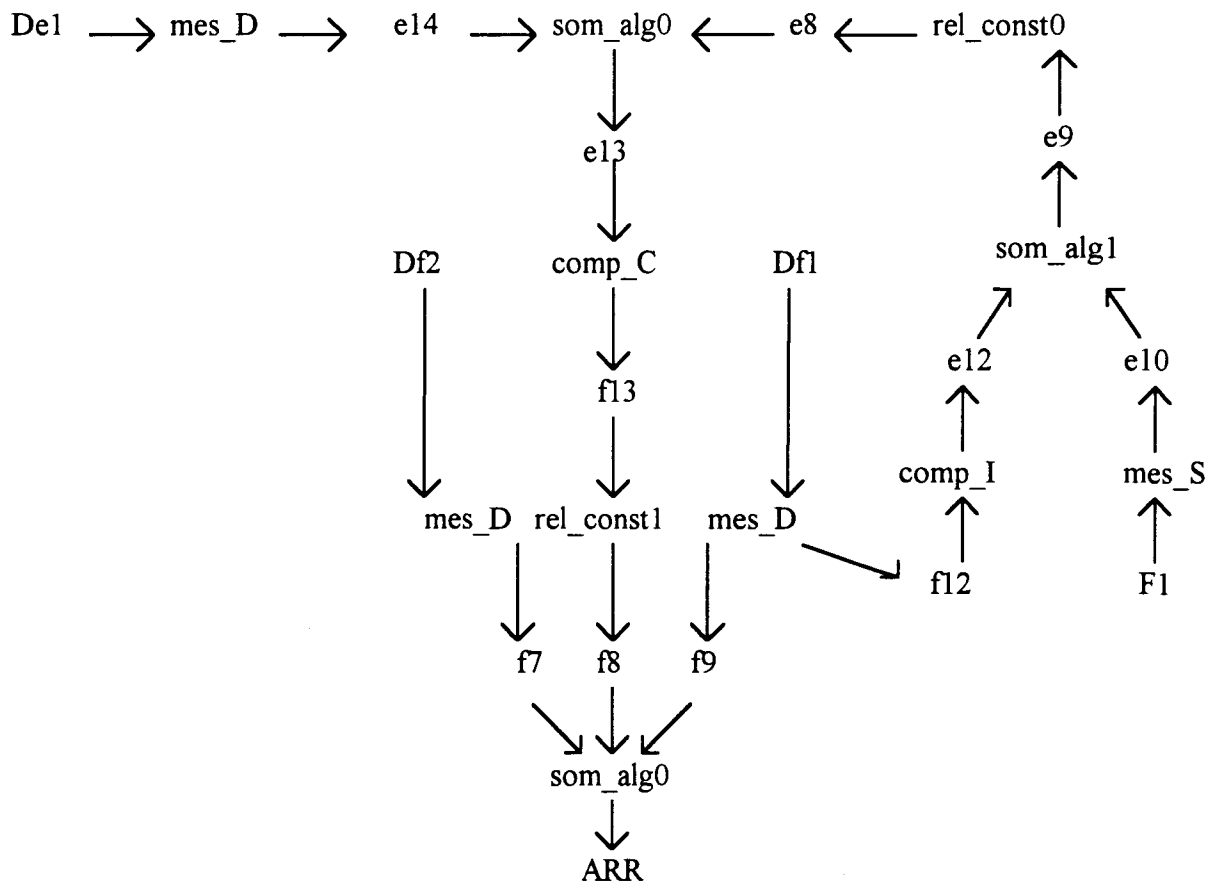 De1 mes_D e14 som_alg0 e8 rel_const0
e9
e13
som_alg1
Df2 comp_C Df1
e12 e10
f13
comp_I mes_S
mes_D rel_const1 mes_D
f12 F1
f7 f8 f9
som_alg0
ARR